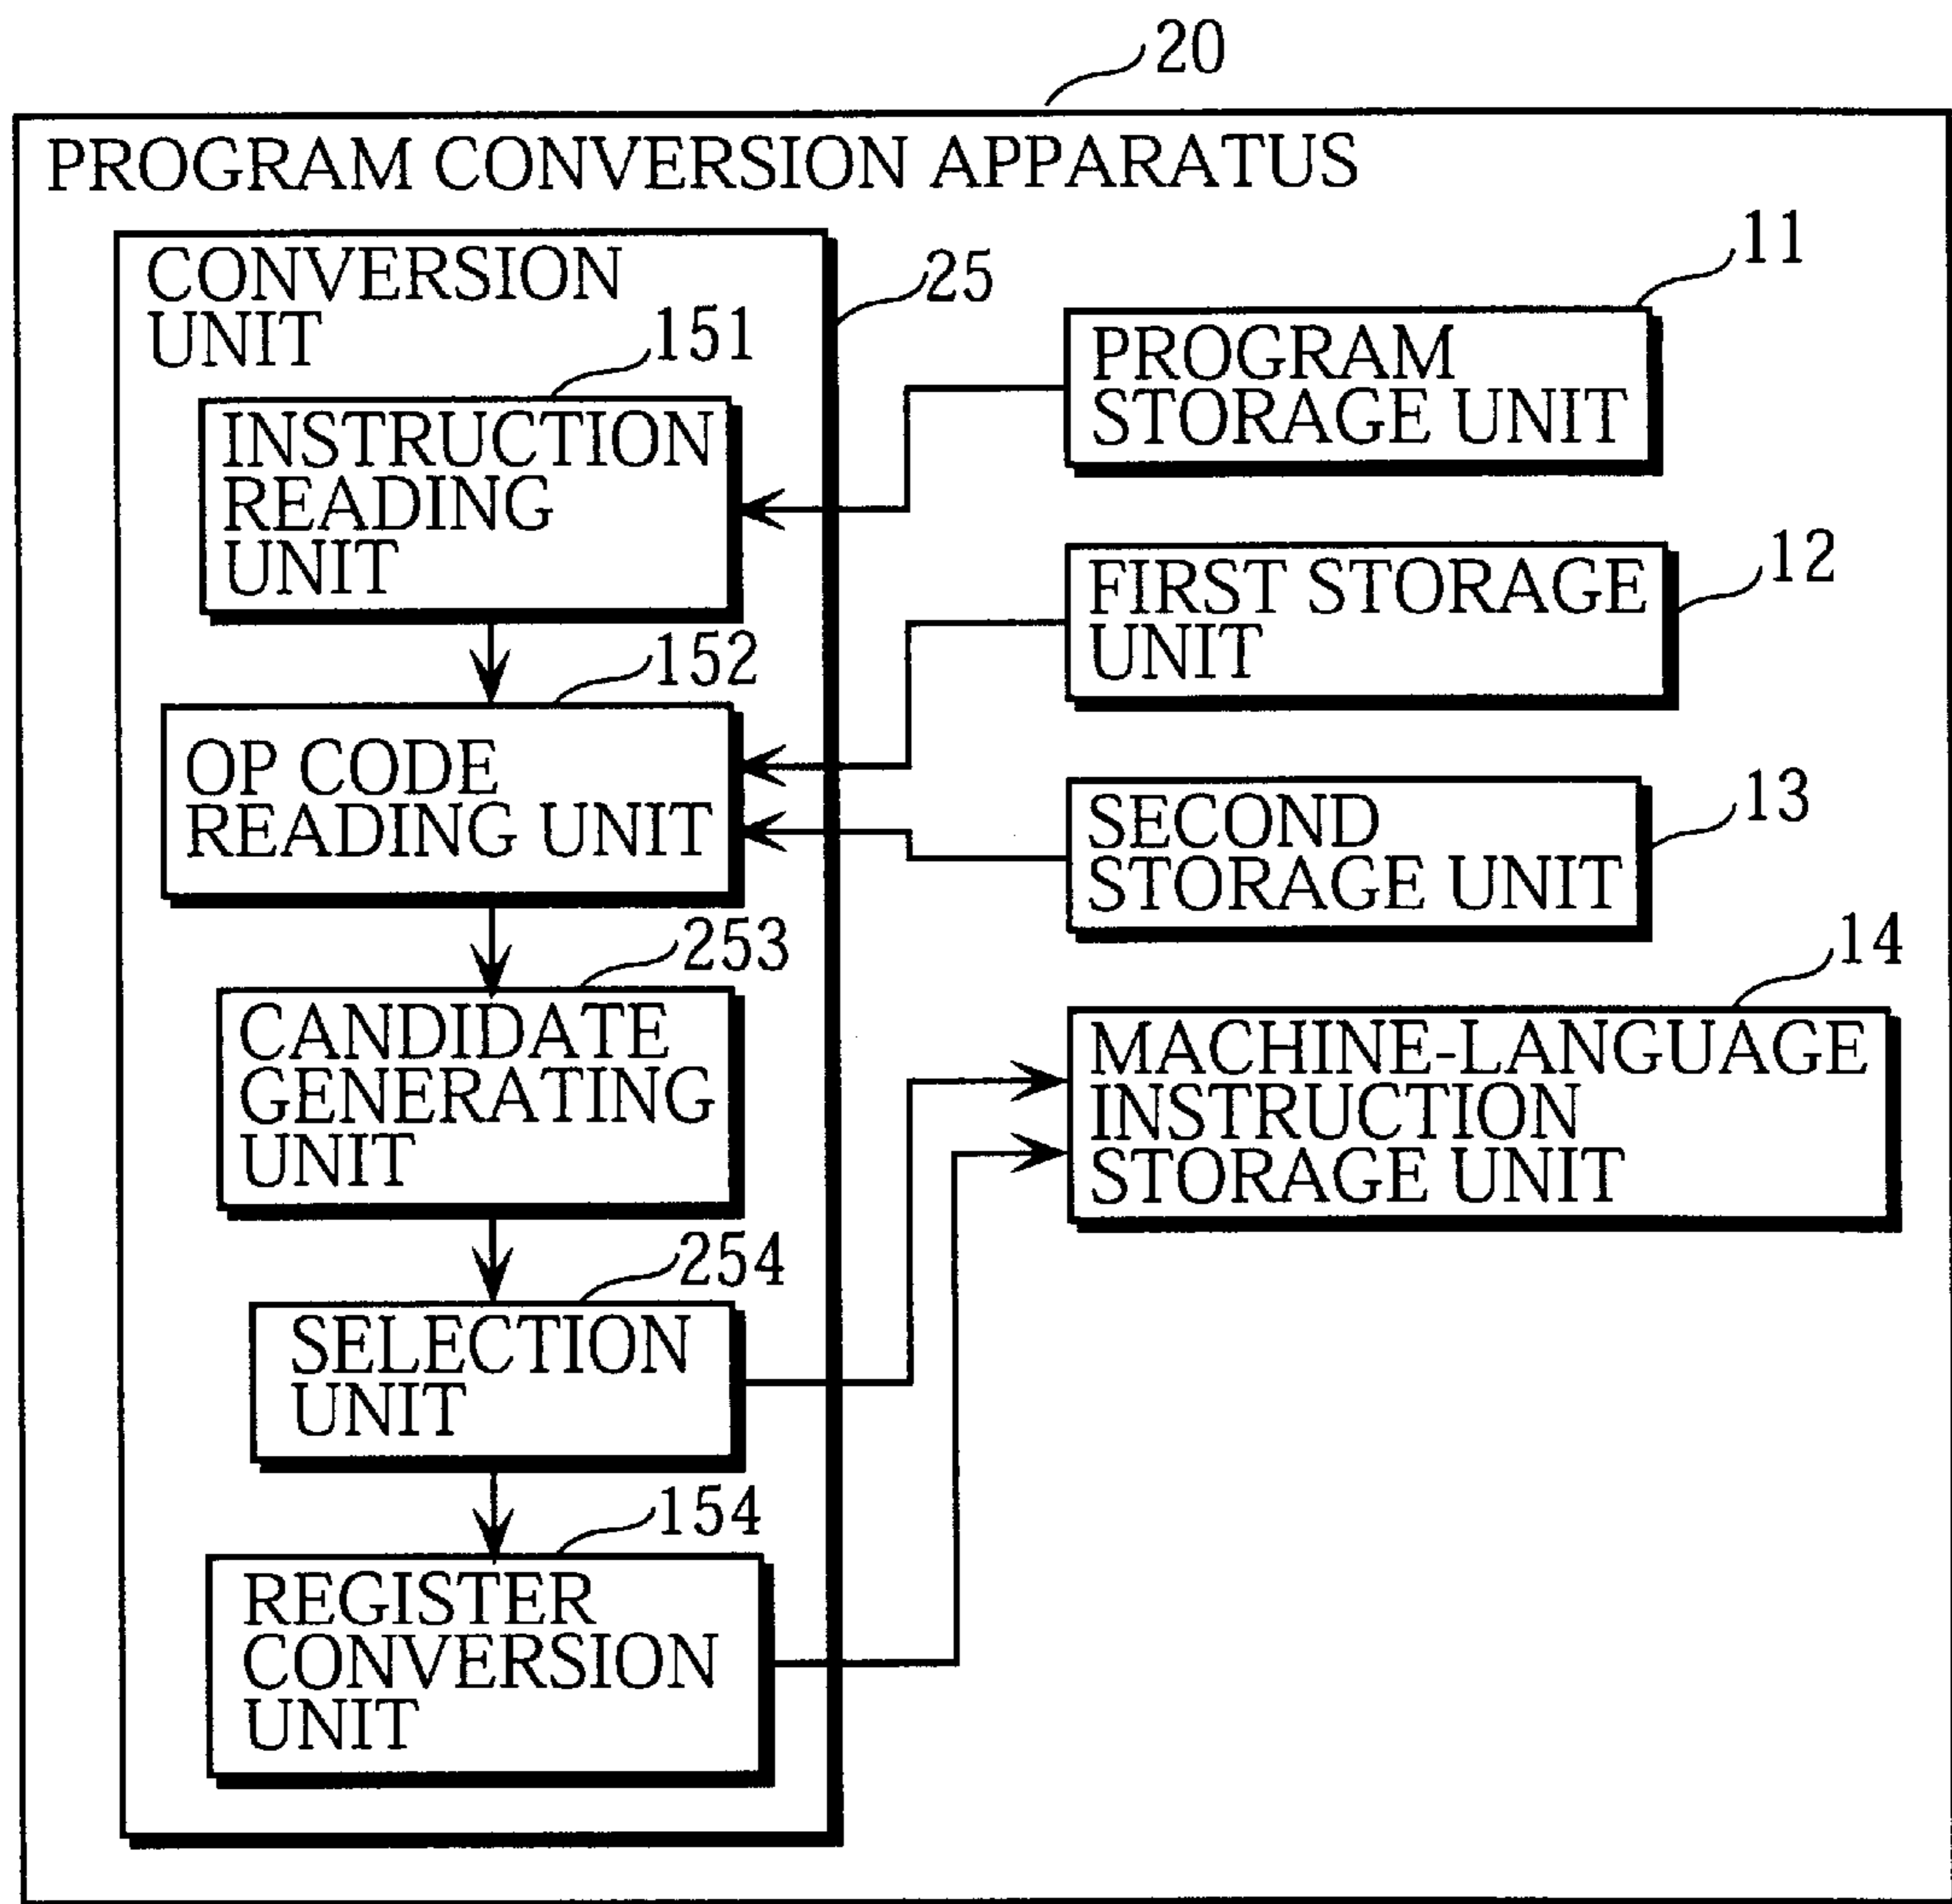 20
PROGRAM CONVERSION APPARATUS
CONVERSION
UNIT
25
151
INSTRUCTION
READING
UNIT
152
OP CODE
READING UNIT
253
CANDIDATE
GENERATING
UNIT
254
SELECTION
UNIT
154
REGISTER
CONVERSION
UNIT
11
PROGRAM
STORAGE UNIT
12
FIRST STORAGE
UNIT
13
SECOND
STORAGE UNIT
14
MACHINE-LANGUAGE
INSTRUCTION
STORAGE UNIT